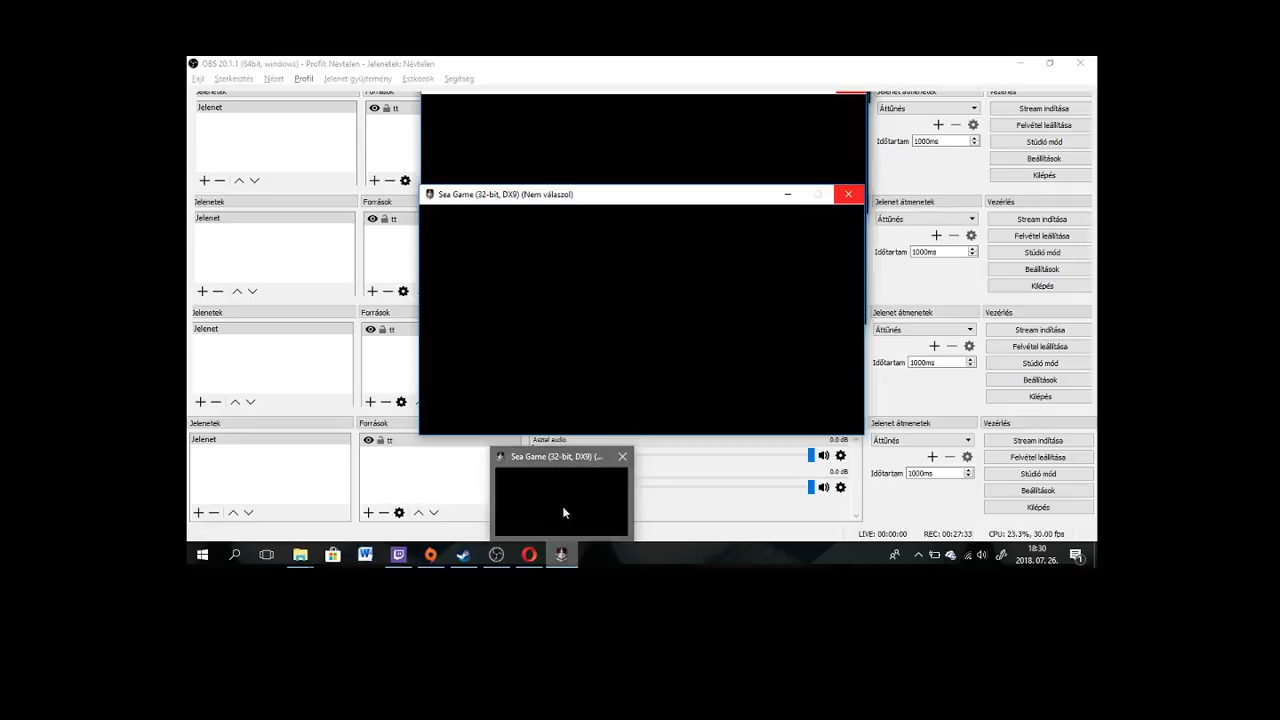 OBS 20.1.1 (64bit, windows) - Profil: Névtelen - Jelenetek: Névtelen
Fájl Szerkesztés Nézet Profil Jelenet gyűjtemény Eszközök Segítség
Jelenetek Források Jelenet átmenetek Vezérlés
Jelenet tt Áttűnés Stream indítása
Felvétel leállítása
Időtartam 1000ms Stúdió mód
Beállítások
Kilépés
Sea Game (32-bit, DX9) (Nem válaszol)
Jelenetek Források Jelenet átmenetek Vezérlés
Jelenet tt Áttűnés Stream indítása
Felvétel leállítása
Időtartam 1000ms Stúdió mód
Beállítások
Kilépés
Jelenetek Források Jelenet átmenetek Vezérlés
Jelenet tt Áttűnés Stream indítása
Felvétel leállítása
Időtartam 1000ms Stúdió mód
Beállítások
Kilépés
Jelenetek Források Jelenet átmenetek Vezérlés
Jelenet tt Asztal audio 0.0 dB Áttűnés Stream indítása
Sea Game (32-bit, DX9) (... Felvétel leállítása
0.0 dB Időtartam 1000ms Stúdió mód
Beállítások
Kilépés
LIVE: 00:00:00 REC: 00:27:33 CPU: 23.3%, 30.00 fps
18:30
2018. 07. 26.